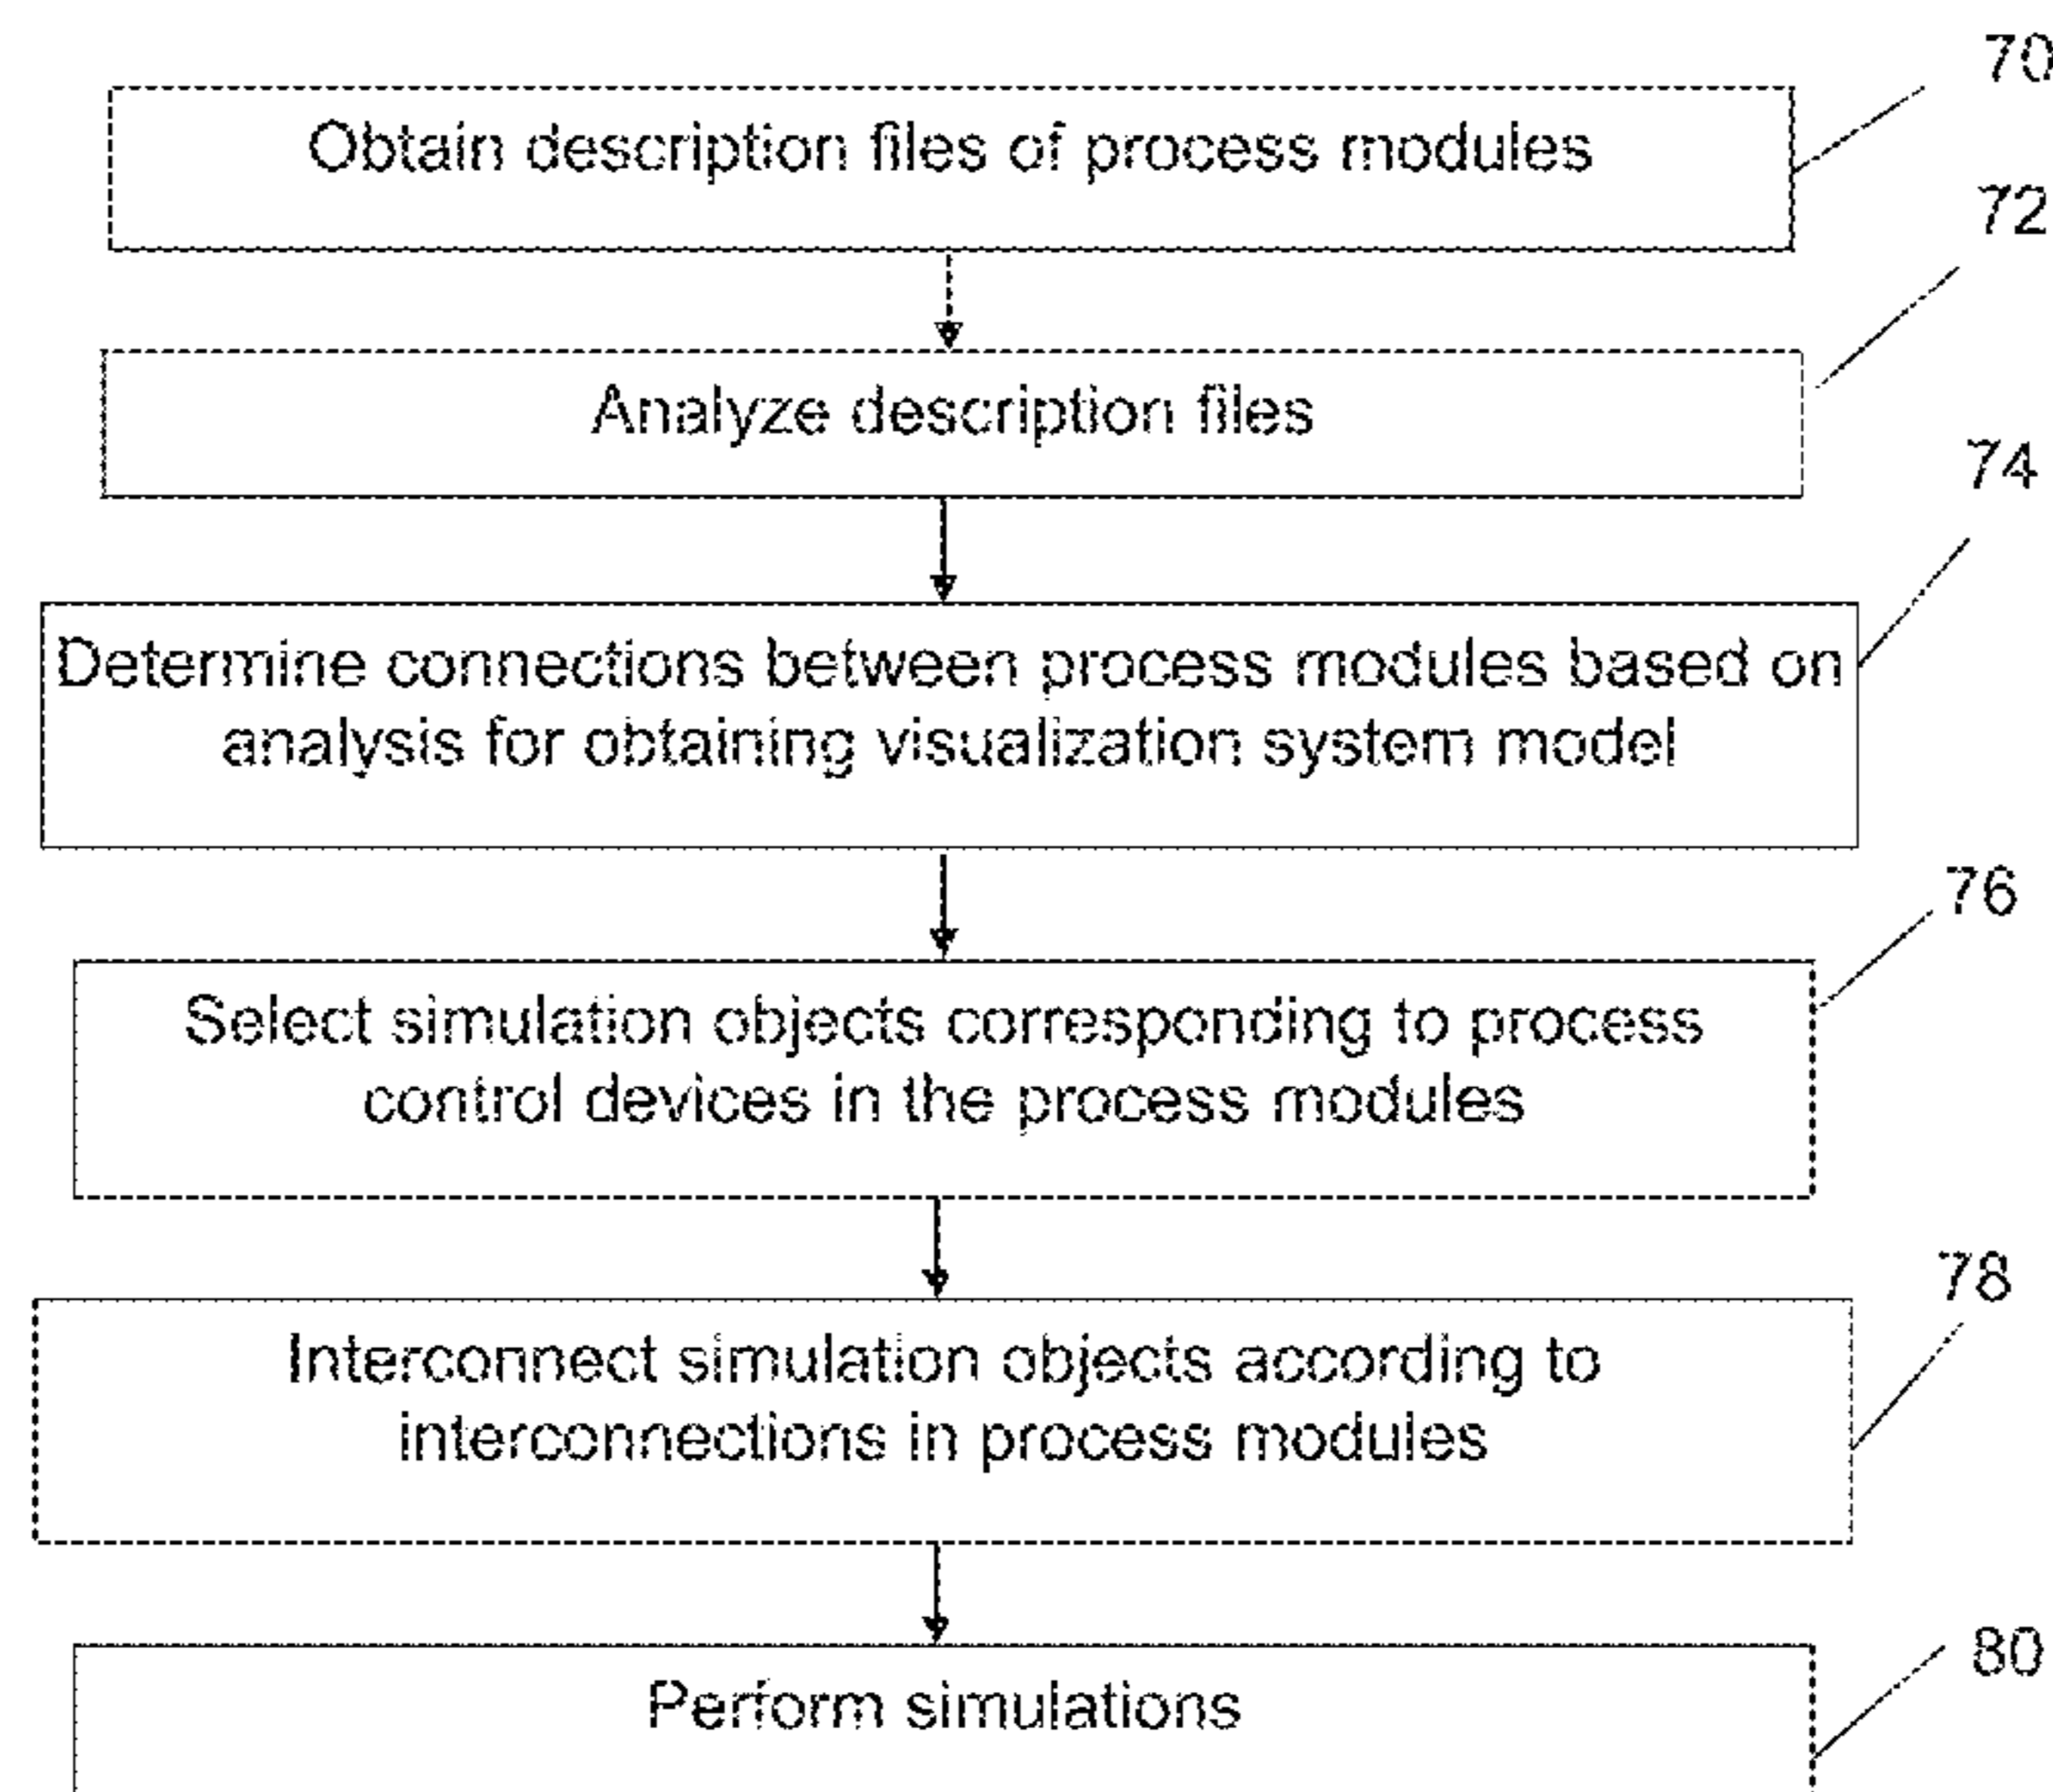 70
Obtain description files of process modules
72
Analyze description files
74
Determine connections between process modules based on
analysis for obtaining visualization system model
76
Select simulation objects corresponding to process
control devices in the process modules
78
Interconnect simulation objects according to
interconnections in process modules
80
Perform simulations